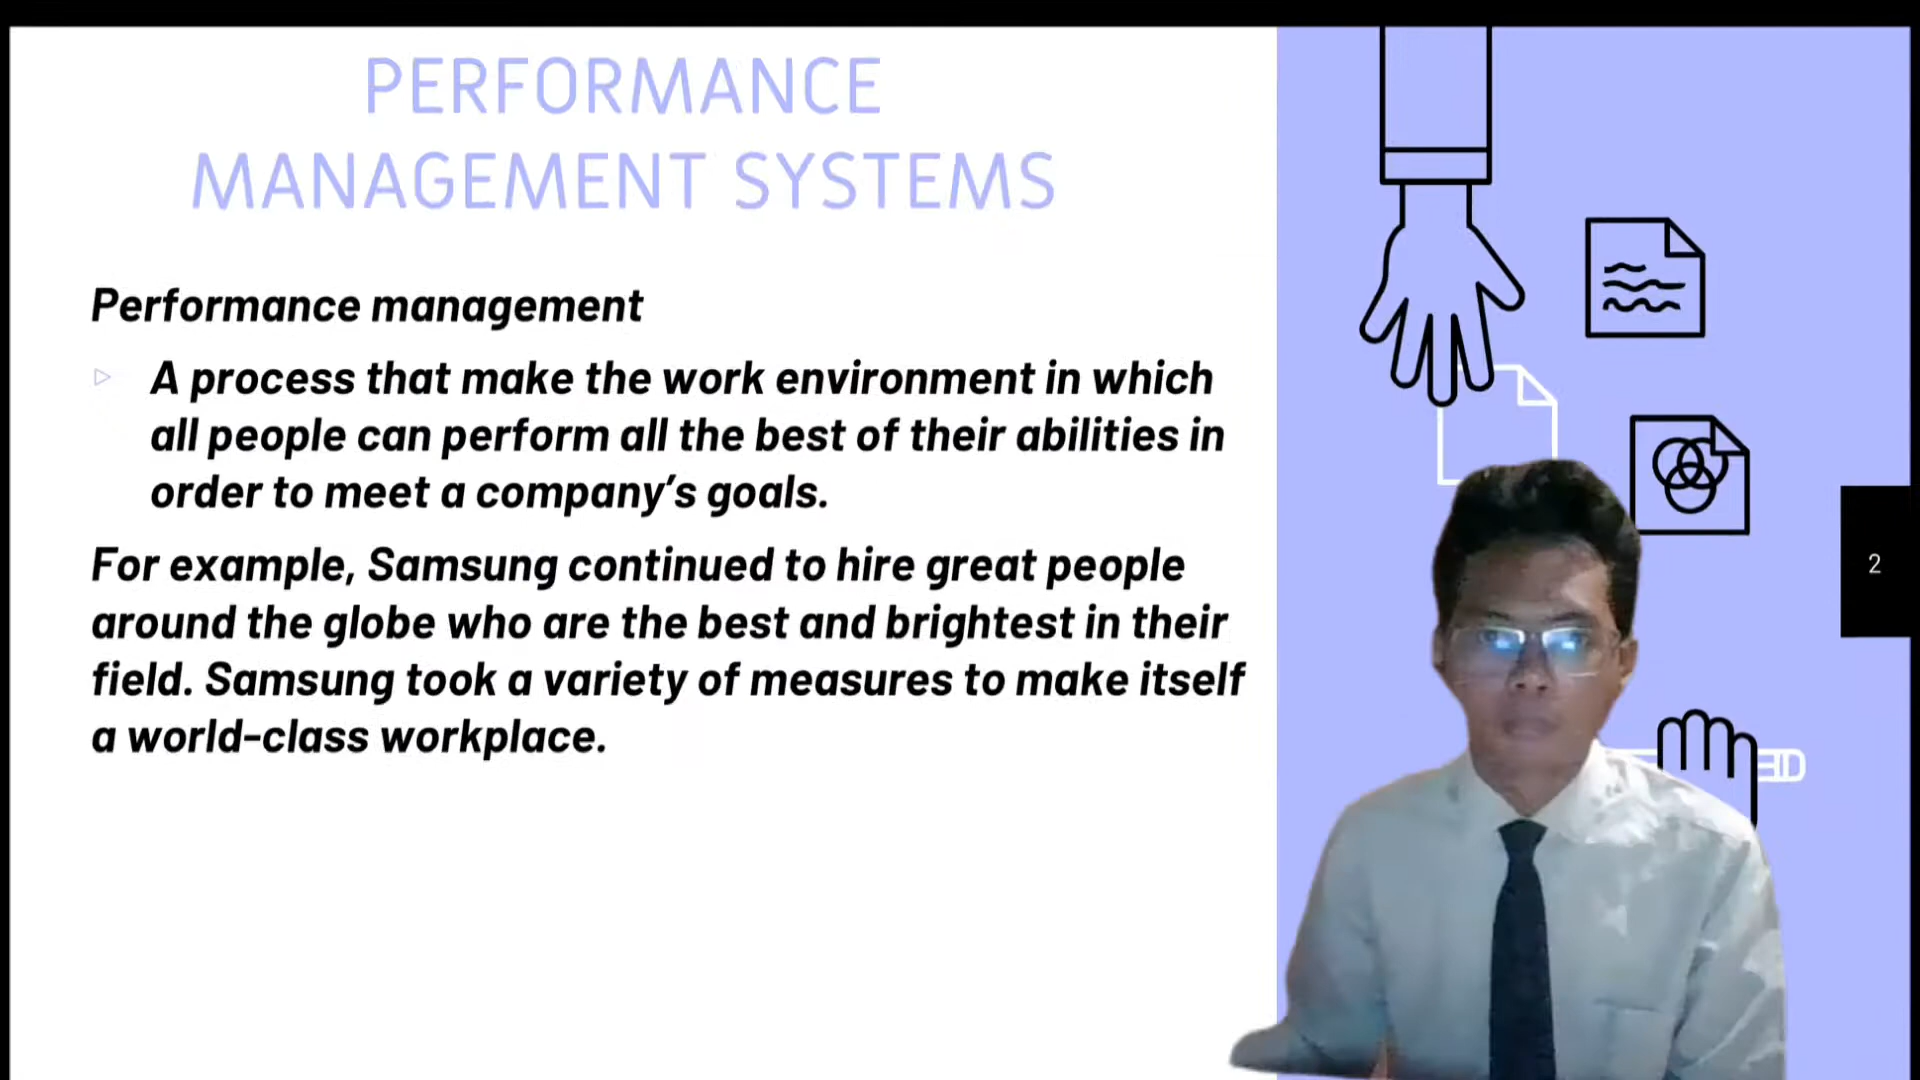 PERFORMANCE
MANAGEMENT SYSTEMS
Performance management
A process that make the work environment in which
all people can perform all the best of their abilities in
order to meet a company’s goals.
For example, Samsung continued to hire great people
around the globe who are the best and brightest in their
field. Samsung took a variety of measures to make itself
a world-class workplace.
2